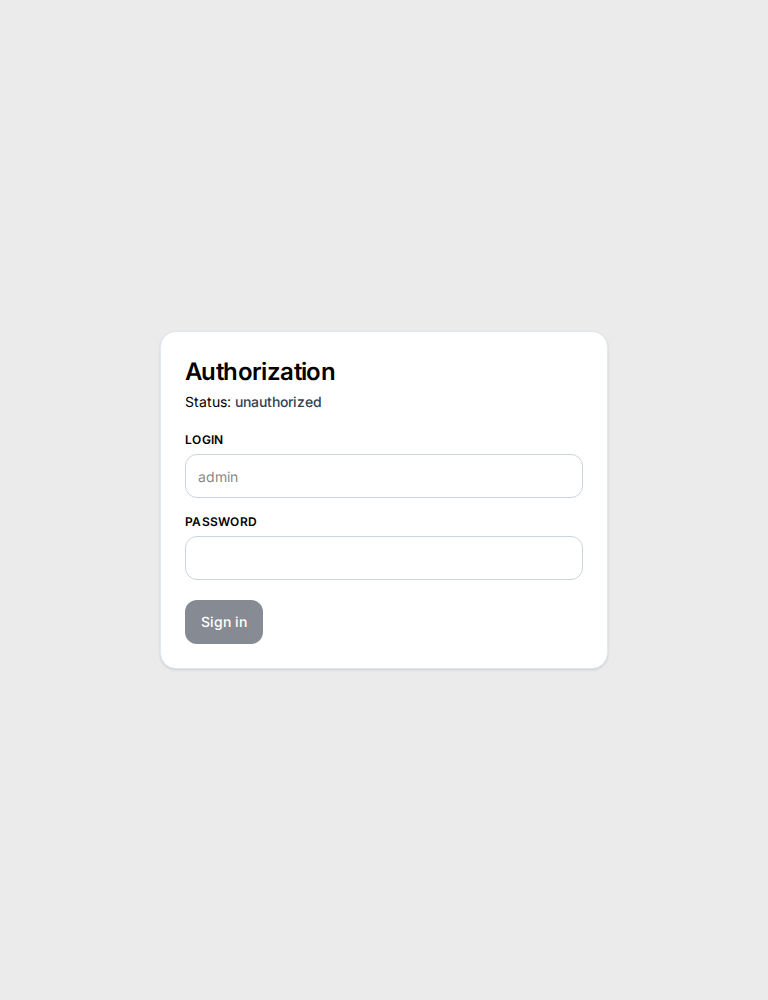 Authorization
Status: unauthorized
LOGIN
admin
PASSWORD
Sign in